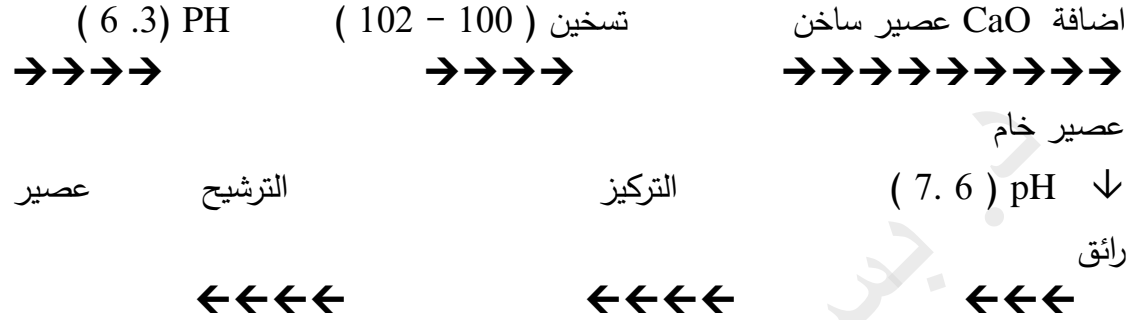 اضافة CaO عصير ساخن تسخين ( 100 - 102 ) PH ( 6 .3)
→→→→→→→→→ →→→→ →→→→
عصير خام
↓ pH ( 7. 6 ) التركيز الترشيح عصير
رائق
←←← ←←←← ←←←←